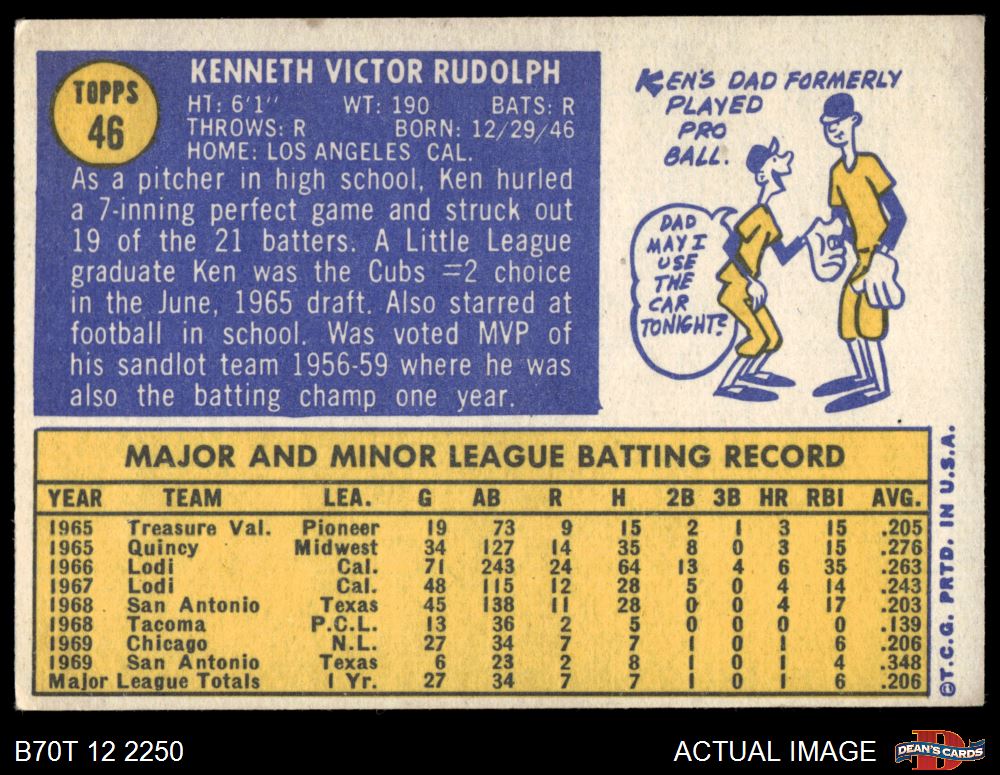 TOPPS
46
KENNETH VICTOR RUDOLPH
HT: 6'1" WT: 190 BATS: R
THROWS: R BORN: 12/29/46
HOME: LOS ANGELES CAL.
As a pitcher in high school, Ken hurled
a 7-inning perfect game and struck out
19 of the 21 batters. A Little League
graduate Ken was the Cubs =2 choice
in the June, 1965 draft. Also starred at
football in school. Was voted MVP of
his sandlot team 1956-59 where he was
also the batting champ one year.
KEN'S DAD FORMERLY
PLAYED
PRO
BALL.
DAD
MAY I
USE
THE
CAR
TONIGHT?
MAJOR AND MINOR LEAGUE BATTING RECORD
YEAR TEAM LEA. G AB R H 2B 3B HR RBI AVG.
1965 Treasure Val. Pioneer 19 73 9 15 2 1 3 15 .205
1965 Quincy Midwest 34 127 14 35 8 0 3 15 .276
1966 Lodi Cal. 71 243 24 64 13 4 6 35 .263
1967 Lodi Cal. 48 115 12 28 5 0 4 14 .243
1968 San Antonio Texas 45 138 11 28 0 0 4 17 .203
1968 Tacoma P.C.L. 13 36 2 5 0 0 0 0 .139
1969 Chicago N.L. 27 34 7 7 1 0 1 6 .206
1969 San Antonio Texas 6 23 2 8 1 0 1 4 .348
Major League Totals 1 Yr. 27 34 7 7 1 0 1 6 .206
©T.C.G. PRTD. IN U.S.A.
B70T 12 2250
ACTUAL IMAGE
DEAN'S CARDS